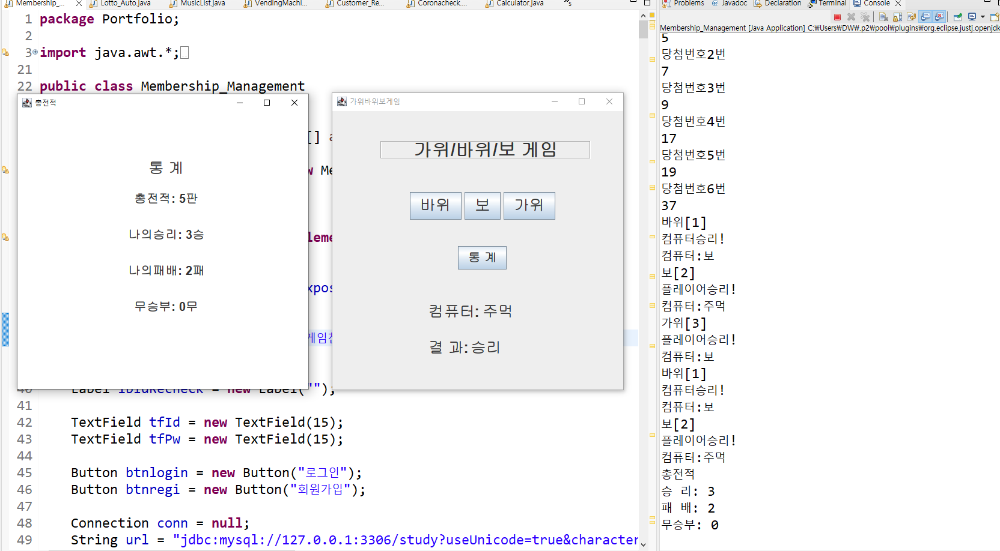 Membership_... Lotto_Auto.java MusicList.java VendingMachi... Customer_Re... Coronacheck.... Calculator.java »5
1 package Portfolio;
2
3 import java.awt.*;
21
22 public class Membership_Management
[] a
w Me
leme
xpos
게임천
40 Label lbIdRecheck = new Label("");
41
42 TextField tfId = new TextField(15);
43 TextField tfPw = new TextField(15);
44
45 Button btnlogin = new Button("로그인");
46 Button btnregi = new Button("회원가입");
47
48 Connection conn = null;
49 String url = "jdbc:mysql://127.0.0.1:3306/study?useUnicode=true&character
총전적
통 계
총전적: 5판
나의승리: 3승
나의패배: 2패
무승부: 0무
가위바위보게임
가위/바위/보 게임
바위 보 가위
통 계
컴퓨터: 주먹
결 과: 승리
Problems @ Javadoc Declaration Terminal Console
Membership_Management [Java Application] C:₩Users₩DW₩.p2₩pool₩plugins₩org.eclipse.justj.openjdk
5
당첨번호2번
7
당첨번호3번
9
당첨번호4번
17
당첨번호5번
19
당첨번호6번
37
바위[1]
컴퓨터승리!
컴퓨터:보
보[2]
플레이어승리!
컴퓨터:주먹
가위[3]
플레이어승리!
컴퓨터:보
바위[1]
컴퓨터승리!
컴퓨터:보
보[2]
플레이어승리!
컴퓨터:주먹
총전적
승 리: 3
패 배: 2
무승부: 0